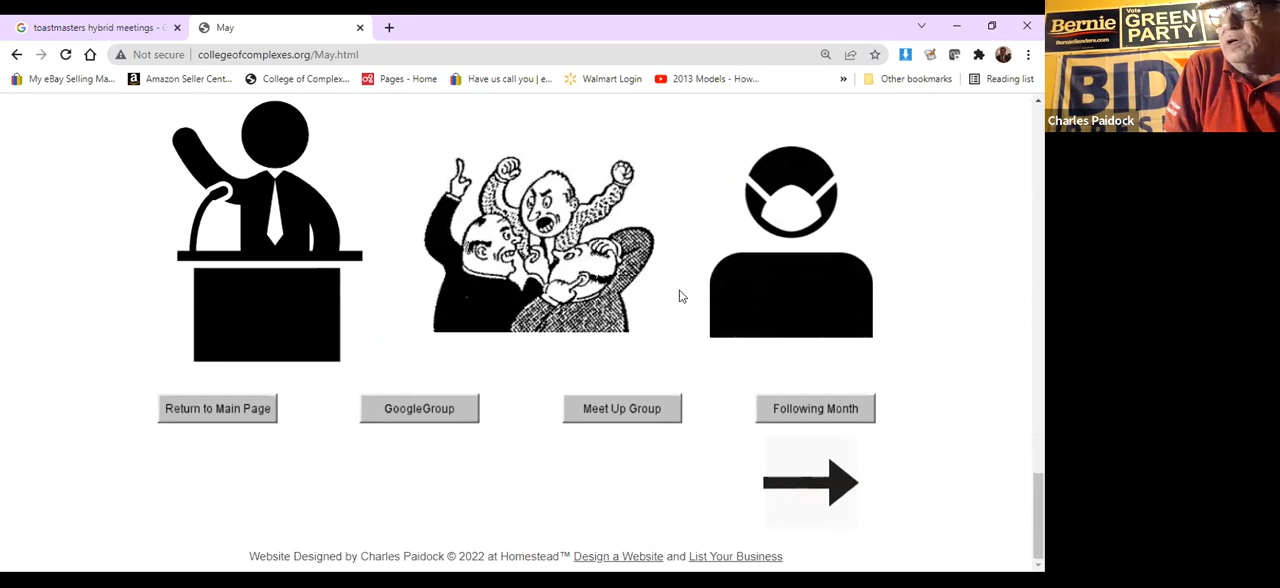 toastmasters hybrid meetings -
May
Not secure
collegeofcomplexes.org/May.html
My eBay Selling Ma...
Amazon Seller Cent...
College of Complex...
Pages - Home
Have us call you | e...
Walmart Login
2013 Models - How...
»
Other bookmarks
Reading list
Return to Main Page
GoogleGroup
Meet Up Group
Following Month
Website Designed by Charles Paidock © 2022 at Homestead™ Design a Website and List Your Business
Bernie
BernieSanders.com
Vote
GREEN
PARTY
BID
Charles Paidock